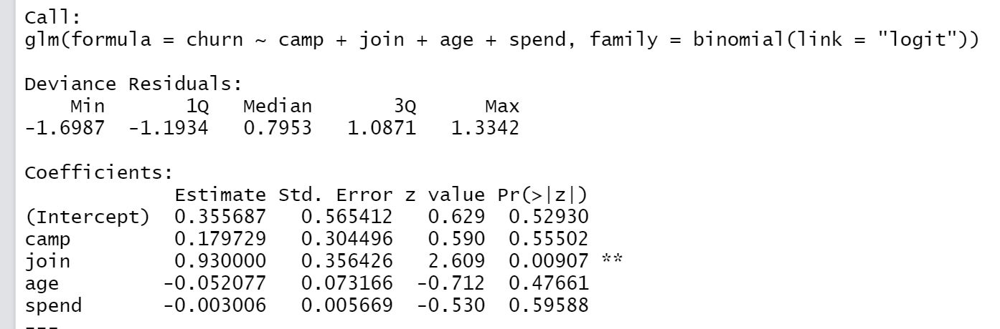 Call:
glm(formula = churn ~ camp + join + age + spend, family = binomial(link = "logit"))
Deviance Residuals:
Min 1Q Median 3Q Max
-1.6987 -1.1934 0.7953 1.0871 1.3342
Coefficients:
Estimate Std. Error z value Pr(>|z|)
(Intercept) 0.355687 0.565412 0.629 0.52930
camp 0.179729 0.304496 0.590 0.55502
join 0.930000 0.356426 2.609 0.00907 **
age -0.052077 0.073166 -0.712 0.47661
spend -0.003006 0.005669 -0.530 0.59588
---